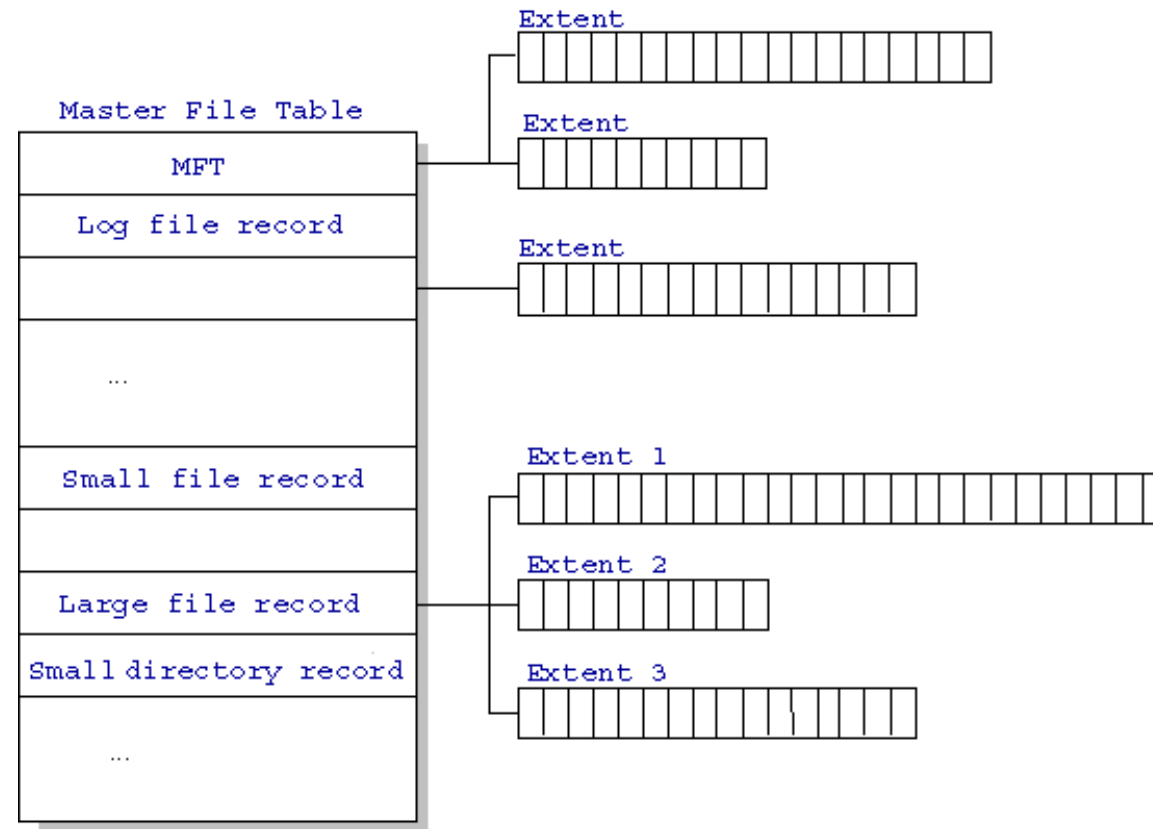 Master File Table
MFT
Log file record
...
Small file record
Large file record
Small directory record
...
Extent
Extent
Extent
Extent 1
Extent 2
Extent 3